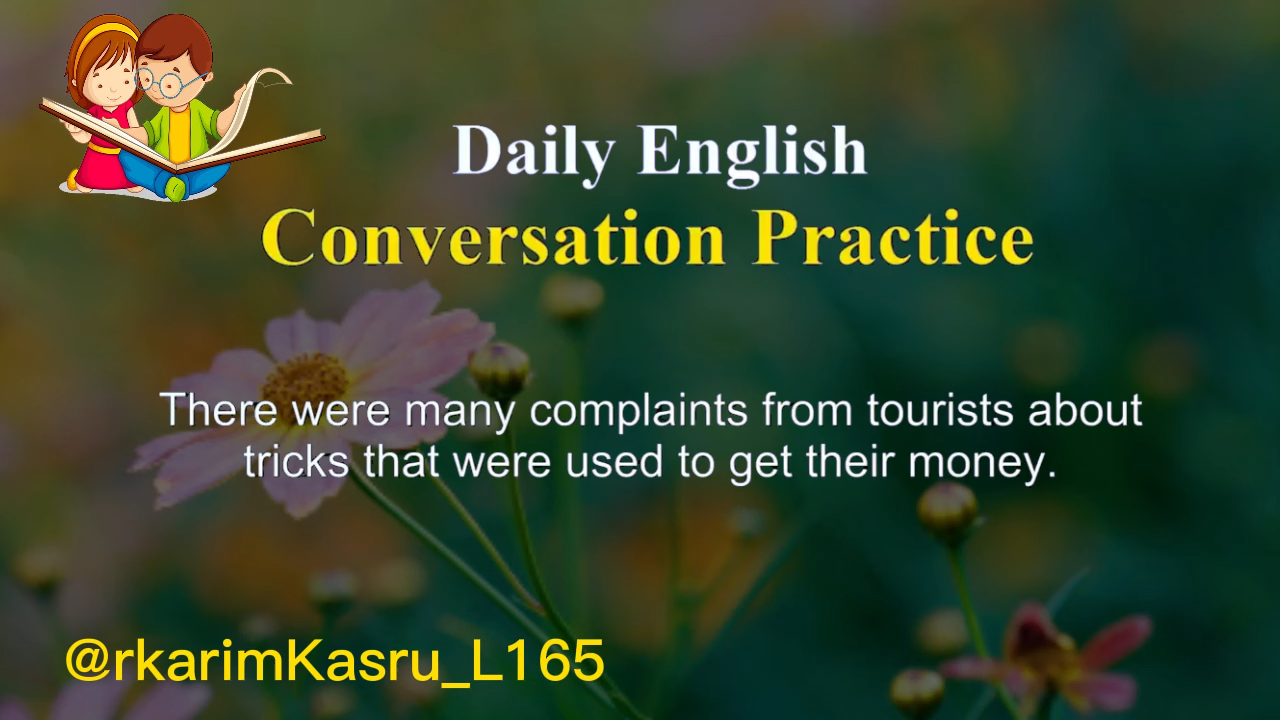 Daily English
Conversation Practice
There were many complaints from tourists about
tricks that were used to get their money.
@rkarimKasru_L165